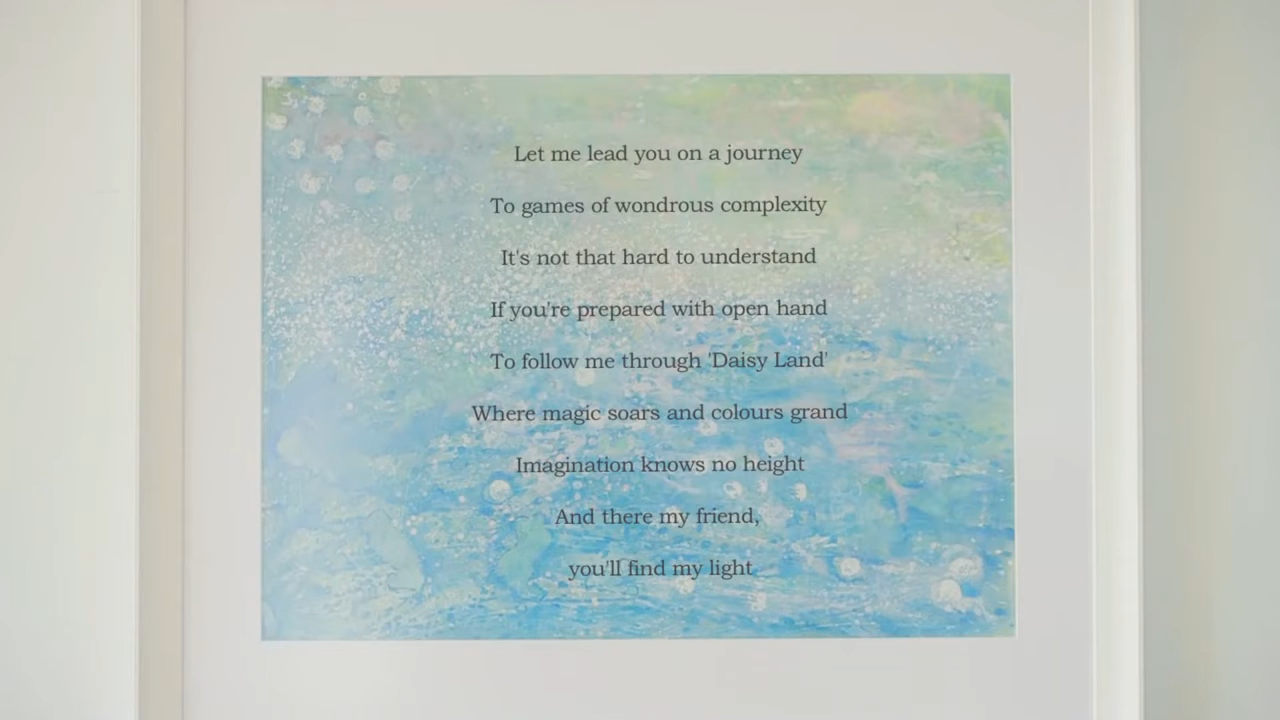 Let me lead you on a journey
To games of wondrous complexity
It's not that hard to understand
If you're prepared with open hand
To follow me through 'Daisy Land'
Where magic soars and colours grand
Imagination knows no height
And there my friend,
you'll find my light